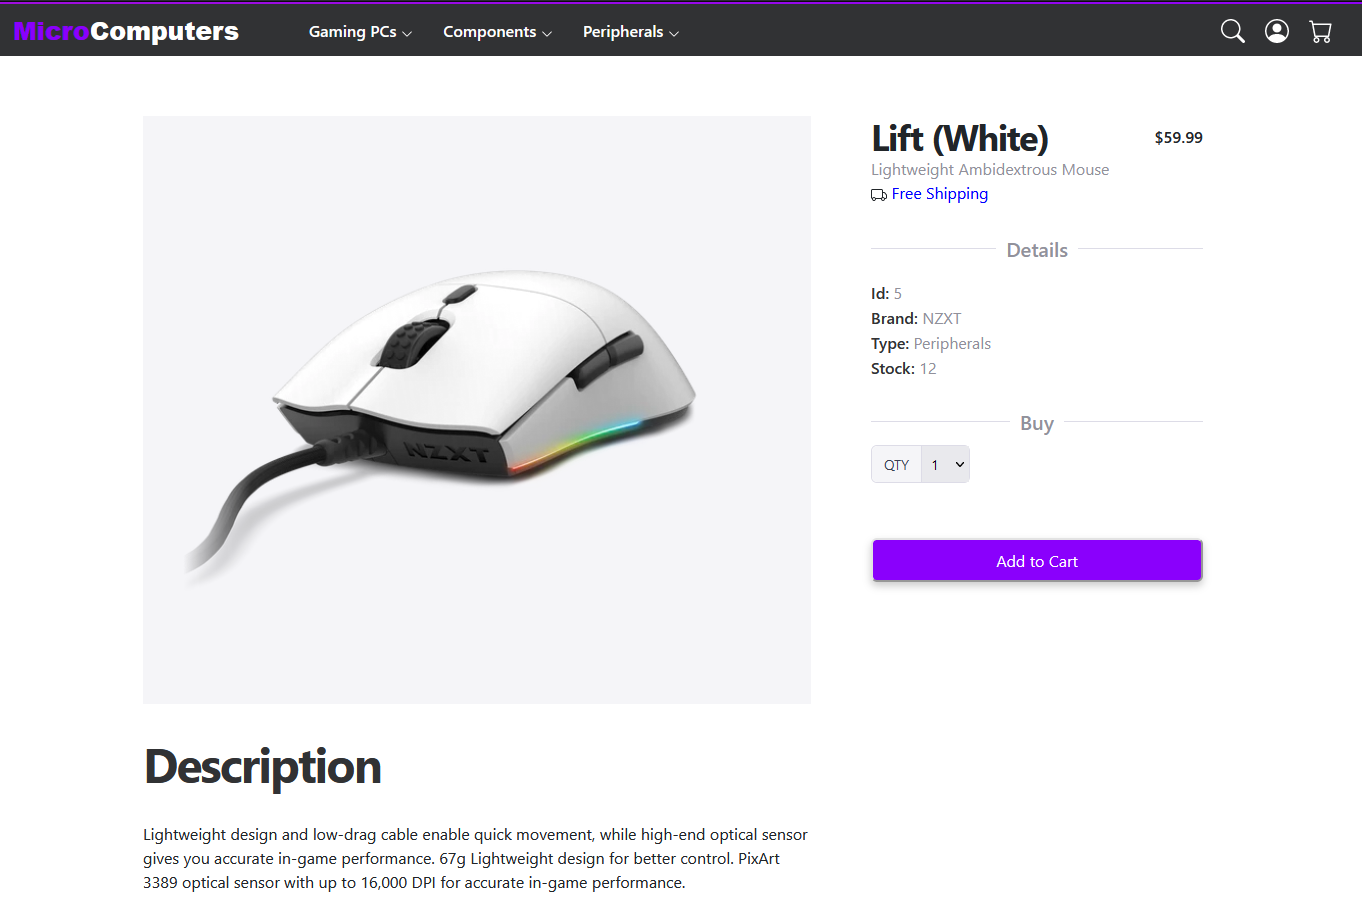 MicroComputers
Gaming PCs
Components
Peripherals
NZXT
Lift (White)
$59.99
Lightweight Ambidextrous Mouse
Free Shipping
Details
Id: 5
Brand: NZXT
Type: Peripherals
Stock: 12
Buy
QTY 1
Add to Cart
Description
Lightweight design and low-drag cable enable quick movement, while high-end optical sensor
gives you accurate in-game performance. 67g Lightweight design for better control. PixArt
3389 optical sensor with up to 16,000 DPI for accurate in-game performance.